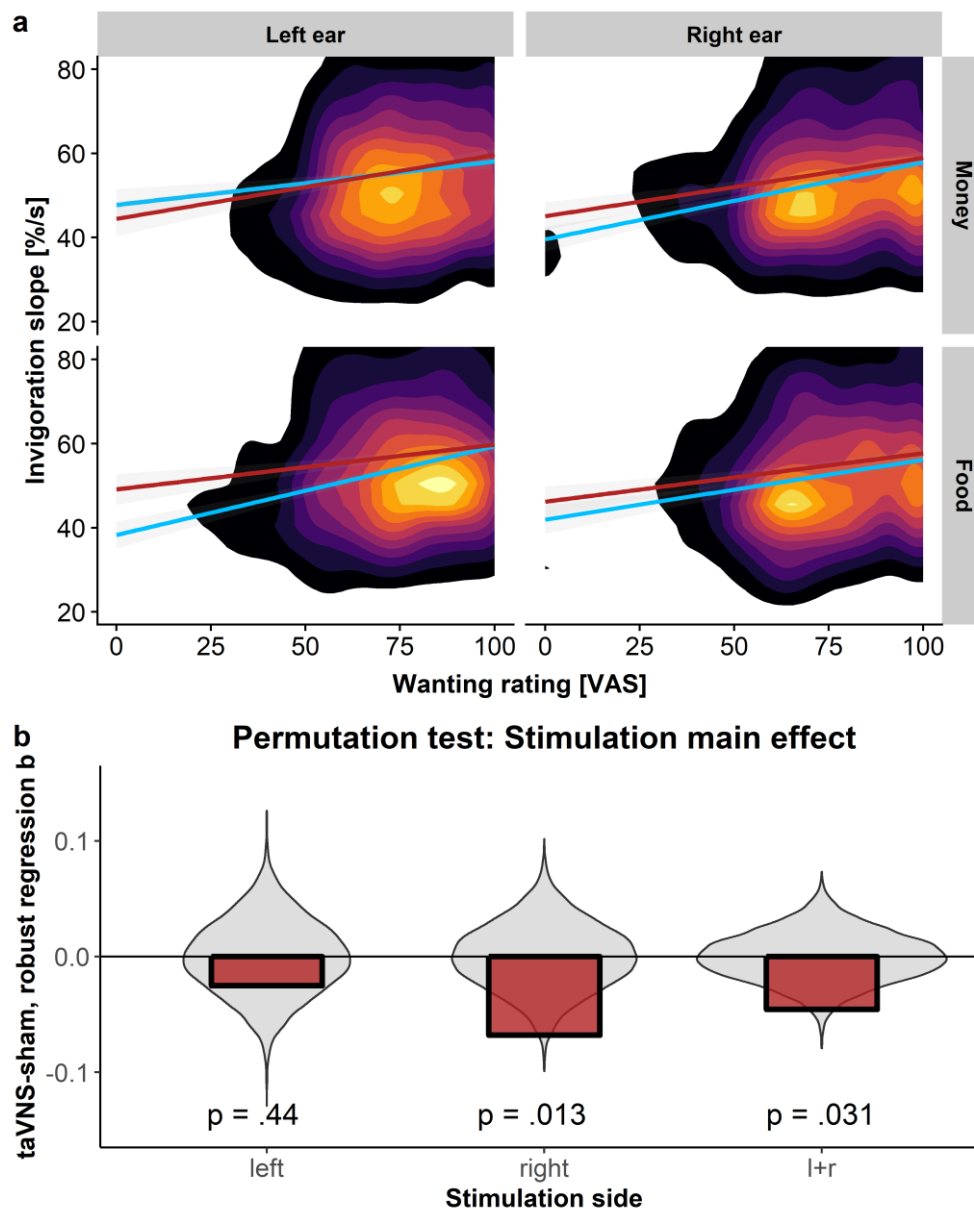 a
Left ear
Right ear
Invigoration slope [%/s]
80
60
40
20
Money
80
60
40
20
Food
0
25
50
75
100
0
25
50
75
100
Wanting rating [VAS]
b
Permutation test: Stimulation main effect
taVNS-sham, robust regression b
0.1
0.0
-0.1
p = .44
p = .013
p = .031
left
right
l+r
Stimulation side